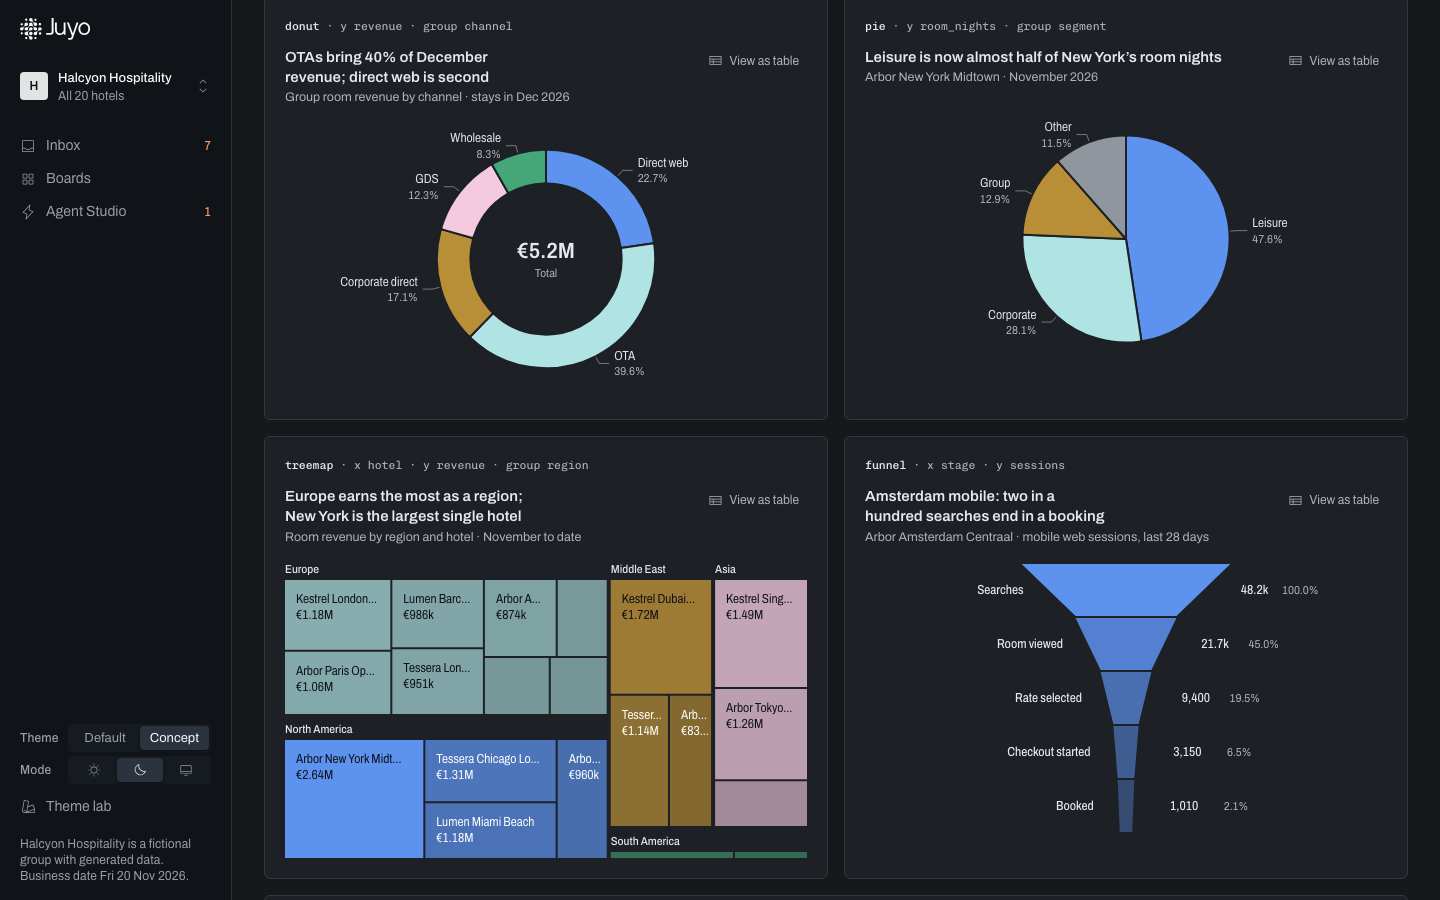 Juyo
H
Halcyon Hospitality
All 20 hotels
Inbox 7
Boards
Agent Studio 1
Theme Default Concept
Mode
Theme lab
Halcyon Hospitality is a fictional
group with generated data.
Business date Fri 20 Nov 2026.
donut · y revenue · group channel
OTAs bring 40% of December
revenue; direct web is second
View as table
Group room revenue by channel · stays in Dec 2026
Wholesale
8.3%
Direct web
22.7%
GDS
12.3%
€5.2M
Total
Corporate direct
17.1%
OTA
39.6%
pie · y room_nights · group segment
Leisure is now almost half of New York’s room nights
View as table
Arbor New York Midtown · November 2026
Other
11.5%
Group
12.9%
Leisure
47.6%
Corporate
28.1%
treemap · x hotel · y revenue · group region
Europe earns the most as a region;
New York is the largest single hotel
View as table
Room revenue by region and hotel · November to date
Europe
Kestrel London...
€1.18M
Lumen Barc...
€986k
Arbor A...
€874k
Arbor Paris Op...
€1.06M
Tessera Lon...
€951k
North America
Arbor New York Midt...
€2.64M
Tessera Chicago Lo...
€1.31M
Arbo...
€960k
Lumen Miami Beach
€1.18M
Middle East
Kestrel Dubai...
€1.72M
Tesser...
€1.14M
Arb...
€83...
Asia
Kestrel Sing...
€1.49M
Arbor Tokyo...
€1.26M
South America
funnel · x stage · y sessions
Amsterdam mobile: two in a
hundred searches end in a booking
View as table
Arbor Amsterdam Centraal · mobile web sessions, last 28 days
Searches 48.2k 100.0%
Room viewed 21.7k 45.0%
Rate selected 9,400 19.5%
Checkout started 3,150 6.5%
Booked 1,010 2.1%